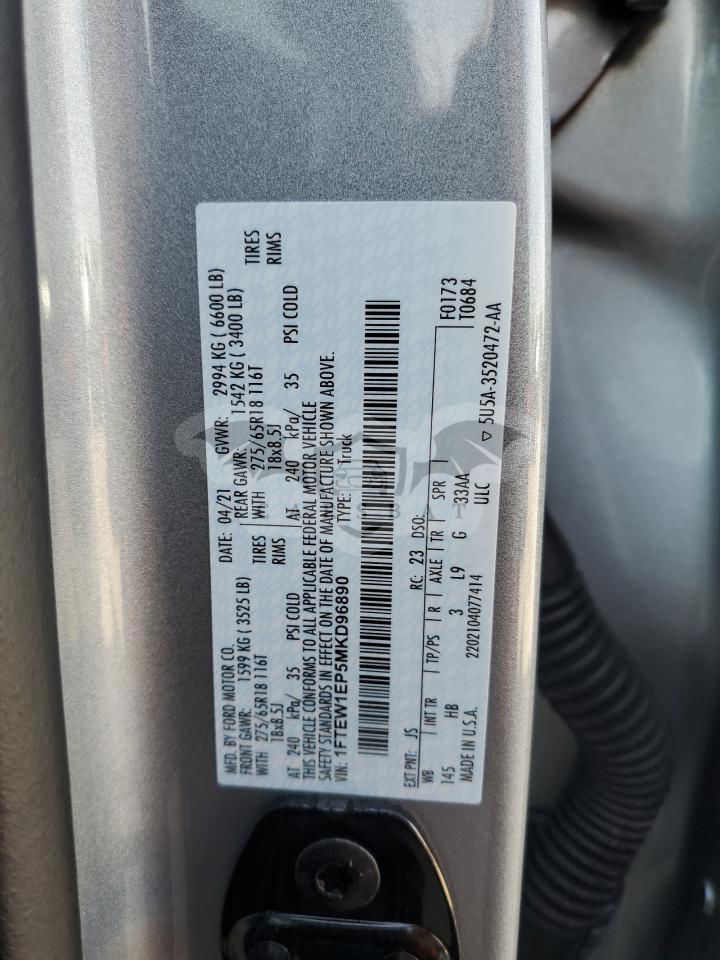 MFD. BY FORD MOTOR CO.
DATE: 04/21 GVWR: 2994 KG ( 6600 LB)
FRONT GAWR: 1599 KG ( 3525 LB) REAR GAWR: 1542 KG ( 3400 LB)
WITH 275/65R18 116T TIRES WITH 275/65R18 116T TIRES
18x8.5J RIMS 18x8.5J RIMS
AT 240 kPa/ 35 PSI COLD AT 240 kPa/ 35 PSI COLD
THIS VEHICLE CONFORMS TO ALL APPLICABLE FEDERAL MOTOR VEHICLE
SAFETY STANDARDS IN EFFECT ON THE DATE OF MANUFACTURE SHOWN ABOVE.
VIN: 1FTEW1EP5MKD96890 TYPE: Truck
EXT PNT: JS RC: 23 DSO: F0173
WB INT TR TP/PS R AXLE TR SPR T0684
145 HB 3 L9 G 33AA
MADE IN U.S.A. 2202104077414 ULC ▽ 5U5A-3520472-AA
SBAT